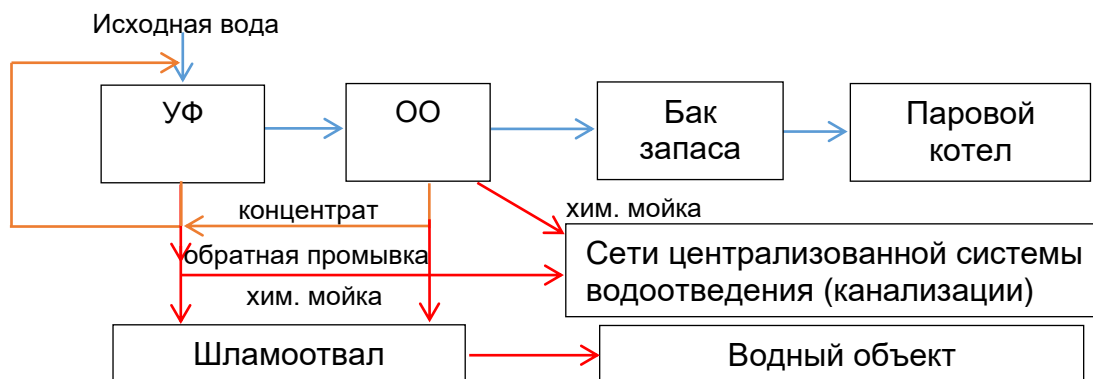 Исходная вода
УФ
ОО
Бак
запаса
Паровой
котел
концентрат
хим. мойка
обратная промывка
хим. мойка
Сети централизованной системы
водоотведения (канализации)
Шламоотвал
Водный объект